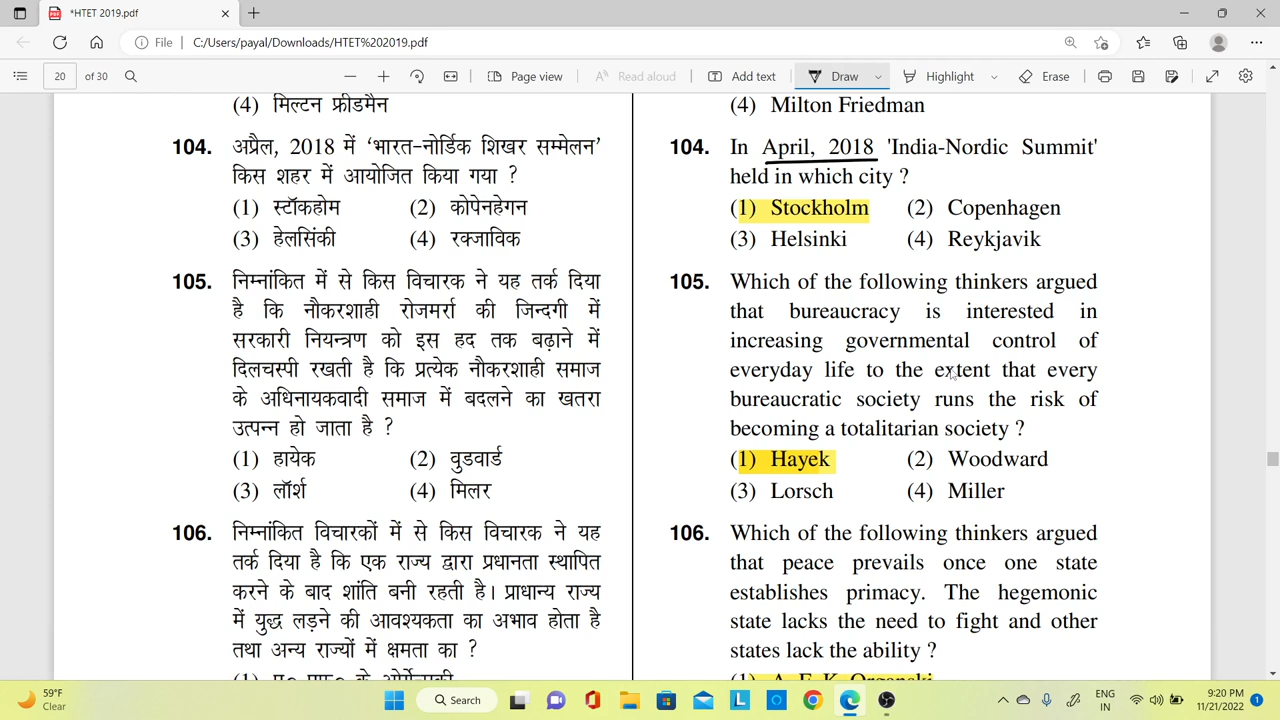 *HTET 2019.pdf
File C:/Users/payal/Downloads/HTET%202019.pdf
20 of 30 Page view Read aloud Add text Draw Highlight Erase
(4) मिल्टन फ्रीडमैन
104. अप्रैल, 2018 में ‘भारत-नोर्डिक शिखर सम्मेलन’
किस शहर में आयोजित किया गया ?
(1) स्टॉकहोम (2) कोपेनहेगन
(3) हेलसिंकी (4) रक्जाविक
105. निम्नांकित में से किस विचारक ने यह तर्क दिया
है कि नौकरशाही रोजमर्रा की जिन्दगी में
सरकारी नियन्त्रण को इस हद तक बढ़ाने में
दिलचस्पी रखती है कि प्रत्येक नौकरशाही समाज
के अधिनायकवादी समाज में बदलने का खतरा
उत्पन्न हो जाता है ?
(1) हायेक (2) वुडवार्ड
(3) लॉर्श (4) मिलर
106. निम्नांकित विचारकों में से किस विचारक ने यह
तर्क दिया है कि एक राज्य द्वारा प्रधानता स्थापित
करने के बाद शांति बनी रहती है। प्राधान्य राज्य
में युद्ध लड़ने की आवश्यकता का अभाव होता है
तथा अन्य राज्यों में क्षमता का ?
(1) ए० एफ० के ओर्गेन्सकी
(4) Milton Friedman
104. In April, 2018 'India-Nordic Summit'
held in which city ?
(1) Stockholm (2) Copenhagen
(3) Helsinki (4) Reykjavik
105. Which of the following thinkers argued
that bureaucracy is interested in
increasing governmental control of
everyday life to the extent that every
bureaucratic society runs the risk of
becoming a totalitarian society ?
(1) Hayek (2) Woodward
(3) Lorsch (4) Miller
106. Which of the following thinkers argued
that peace prevails once one state
establishes primacy. The hegemonic
state lacks the need to fight and other
states lack the ability ?
(1) A. F. K. Organski
59°F
Clear
Search
ENG
IN
9:20 PM
11/21/2022
1